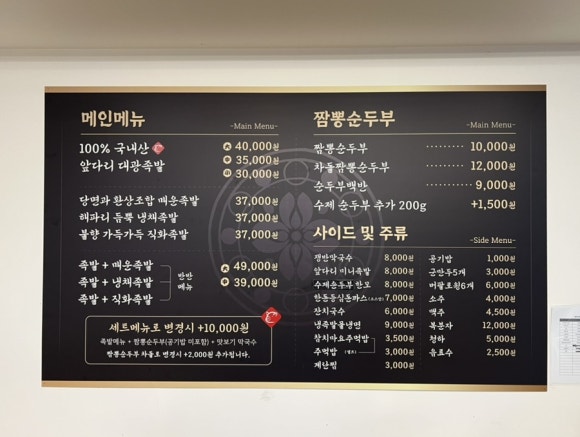 메인메뉴
-Main Menu-
100% 국내산
앞다리 대광족발
대 40,000원
중 35,000원
소 30,000원
당면과 환상조합 매운족발 37,000원
해파리 듬뿍 냉채족발 37,000원
불향 가득가득 직화족발 37,000원
족발 + 매운족발
족발 + 냉채족발
족발 + 직화족발
반반
메뉴
대 49,000원
중 39,000원
세트메뉴로 변경시 +10,000원
족발메뉴 + 짬뽕순두부(공기밥 미포함) + 맛보기 막국수
짬뽕순두부 차돌로 변경시 +2,000원 추가됩니다.
짬뽕순두부
-Main Menu-
짬뽕순두부 ········· 10,000원
차돌짬뽕순두부 ········ 12,000원
순두부백반 ········· 9,000원
수제 순두부 추가 200g +1,500원
사이드 및 주류
-Side Menu-
쟁반막국수 8,000원
앞다리 미니족발 8,000원
수제순두부 한모 8,000원
한돈등심돈까스 7,000원
잔치국수 6,000원
냉족발물냉면 9,000원
참치마요주먹밥 3,500원
주먹밥 3,000원
계란찜 3,000원
공기밥 1,000원
군만두5개 3,000원
버팔로윙6개 6,000원
소주 4,000원
맥주 4,500원
복분자 12,000원
청하 5,000원
음료수 2,500원